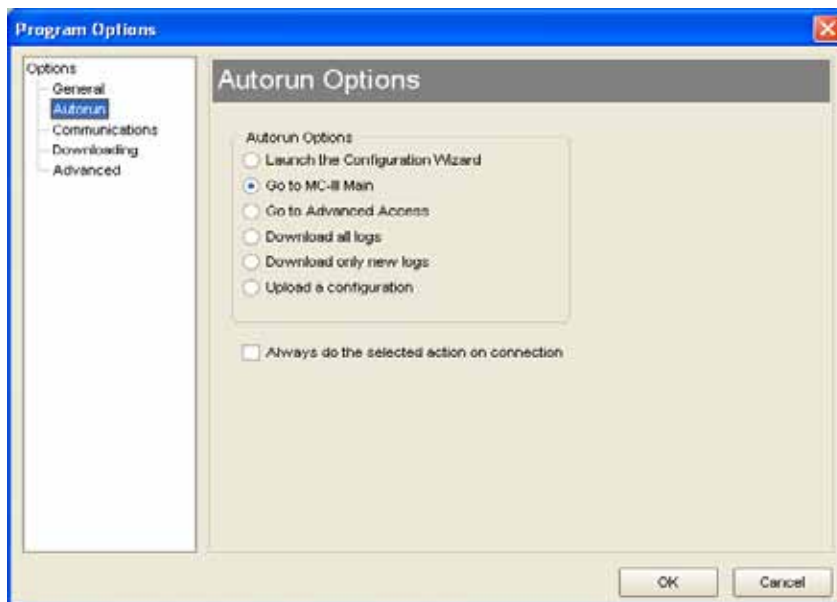 Program Options
Options
General
Autorun
Communications
Downloading
Advanced
Autorun Options
Autorun Options
Launch the Configuration Wizard
Go to MC-III Main
Go to Advanced Access
Download all logs
Download only new logs
Upload a configuration
Always do the selected action on connection
OK
Cancel